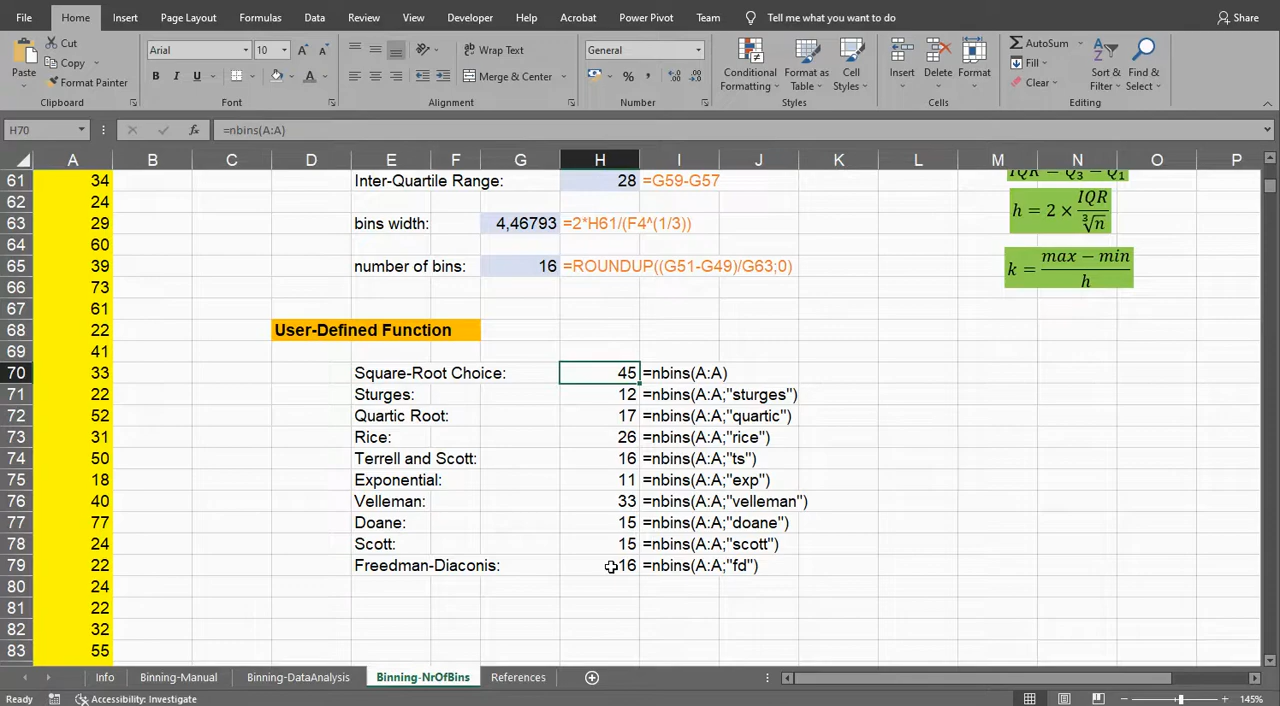 File Home Insert Page Layout Formulas Data Review View Developer Help Acrobat Power Pivot Team Tell me what you want to do Share
Paste Cut Copy Format Painter
Arial 10
B I U
Wrap Text
Merge & Center
General
%
Conditional Formatting Format as Table Cell Styles
Insert Delete Format
AutoSum Fill Clear
Sort & Filter Find & Select
Clipboard Font Alignment Number Styles Cells Editing
H70 fx =nbins(A:A)
A B C D E F G H I J K L M N O P
61 34 Inter-Quartile Range: 28 =G59-G57 IQR = Q₃ − Q₁
62 24 h = 2 × IQR / ∛n
63 29 bins width: 4,46793 =2*H61/(F4^(1/3))
64 60
65 39 number of bins: 16 =ROUNDUP((G51-G49)/G63;0) k = max − min / h
66 73
67 61
68 22 User-Defined Function
69 41
70 33 Square-Root Choice: 45 =nbins(A:A)
71 22 Sturges: 12 =nbins(A:A;"sturges")
72 52 Quartic Root: 17 =nbins(A:A;"quartic")
73 31 Rice: 26 =nbins(A:A;"rice")
74 50 Terrell and Scott: 16 =nbins(A:A;"ts")
75 18 Exponential: 11 =nbins(A:A;"exp")
76 40 Velleman: 33 =nbins(A:A;"velleman")
77 77 Doane: 15 =nbins(A:A;"doane")
78 24 Scott: 15 =nbins(A:A;"scott")
79 22 Freedman-Diaconis: 16 =nbins(A:A;"fd")
80 24
81 22
82 32
83 55
Info Binning-Manual Binning-DataAnalysis Binning-NrOfBins References
Ready Accessibility: Investigate 145%